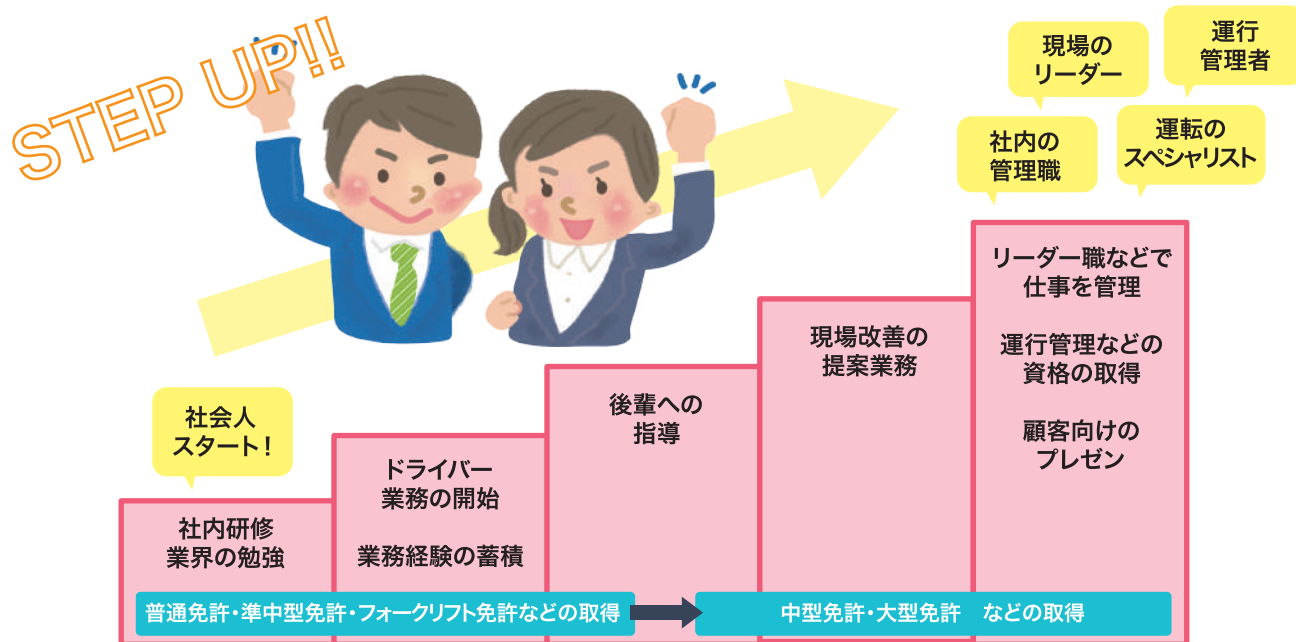 STEP UP!!
現場の
リーダー
運行
管理者
社内の
管理職
運転の
スペシャリスト
社会人
スタート！
社内研修
業界の勉強
ドライバー
業務の開始
業務経験の蓄積
後輩への
指導
現場改善の
提案業務
リーダー職などで
仕事を管理
運行管理などの
資格の取得
顧客向けの
プレゼン
普通免許・準中型免許・フォークリフト免許などの取得
中型免許・大型免許　などの取得